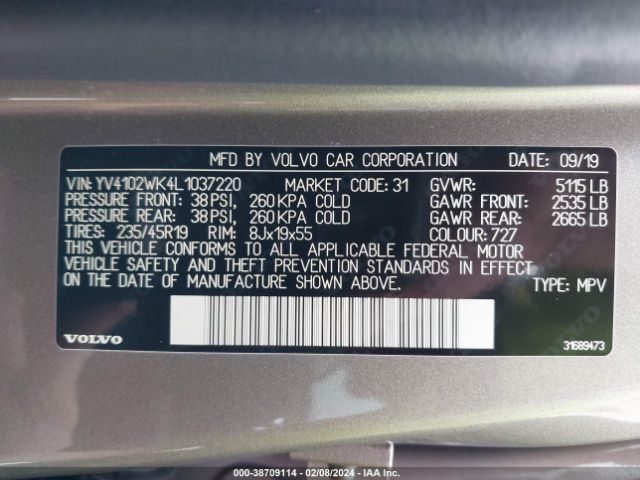 MFD BY VOLVO CAR CORPORATION DATE: 09/19
VIN: YV4102WK4L1037220 MARKET CODE: 31 GVWR: 5115 LB
PRESSURE FRONT: 38 PSI, 260 KPA COLD GAWR FRONT: 2535 LB
PRESSURE REAR: 38 PSI, 260 KPA COLD GAWR REAR: 2665 LB
TIRES: 235/45R19 RIM: 8Jx19x55 COLOUR: 727
THIS VEHICLE CONFORMS TO ALL APPLICABLE FEDERAL MOTOR
VEHICLE SAFETY AND THEFT PREVENTION STANDARDS IN EFFECT
ON THE DATE OF MANUFACTURE SHOWN ABOVE. TYPE: MPV
VOLVO 31689473
000-38709114 - 02/08/2024 - IAA Inc.